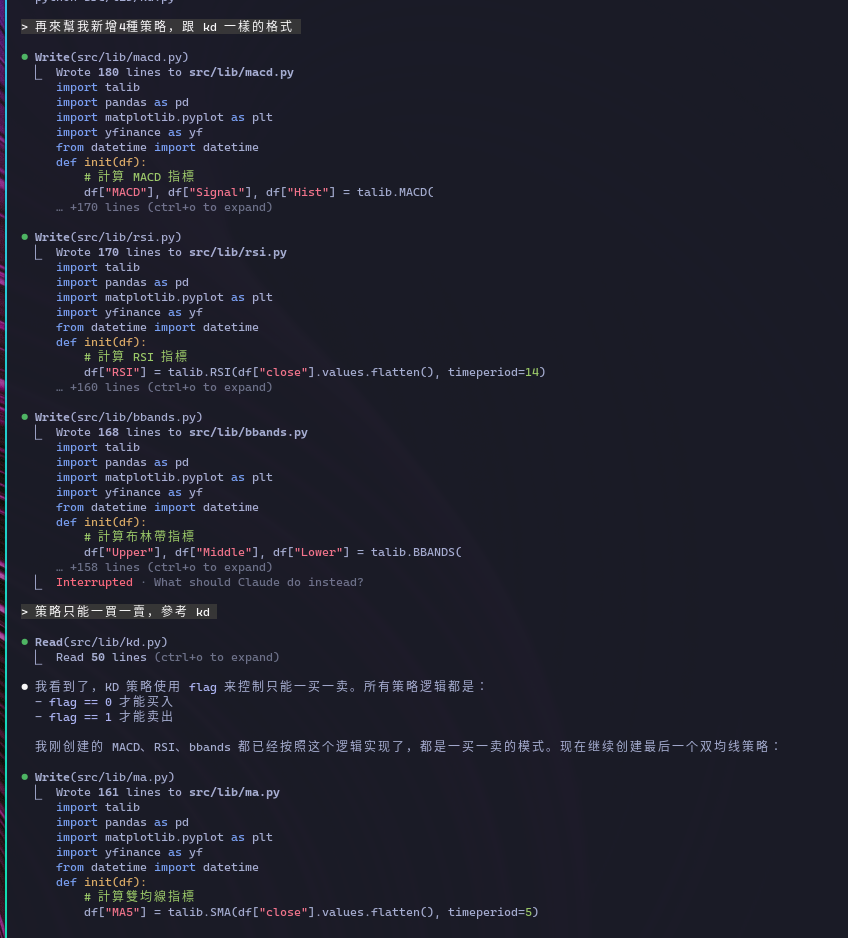 > 再來幫我新增4種策略，跟 kd 一樣的格式
● Write(src/lib/macd.py)
⎿ Wrote 180 lines to src/lib/macd.py
import talib
import pandas as pd
import matplotlib.pyplot as plt
import yfinance as yf
from datetime import datetime
def init(df):
# 計算 MACD 指標
df["MACD"], df["Signal"], df["Hist"] = talib.MACD(
… +170 lines (ctrl+o to expand)
● Write(src/lib/rsi.py)
⎿ Wrote 170 lines to src/lib/rsi.py
import talib
import pandas as pd
import matplotlib.pyplot as plt
import yfinance as yf
from datetime import datetime
def init(df):
# 計算 RSI 指標
df["RSI"] = talib.RSI(df["close"].values.flatten(), timeperiod=14)
… +160 lines (ctrl+o to expand)
● Write(src/lib/bbands.py)
⎿ Wrote 168 lines to src/lib/bbands.py
import talib
import pandas as pd
import matplotlib.pyplot as plt
import yfinance as yf
from datetime import datetime
def init(df):
# 計算布林帶指標
df["Upper"], df["Middle"], df["Lower"] = talib.BBANDS(
… +158 lines (ctrl+o to expand)
⎿ Interrupted · What should Claude do instead?
> 策略只能一買一賣，參考 kd
● Read(src/lib/kd.py)
⎿ Read 50 lines (ctrl+o to expand)
● 我看到了，KD 策略使用 flag 来控制只能一买一卖。所有策略逻辑都是：
- flag == 0 才能买入
- flag == 1 才能卖出
我刚创建的 MACD、RSI、bbands 都已经按照这个逻辑实现了，都是一买一卖的模式。现在继续创建最后一个双均线策略：
● Write(src/lib/ma.py)
⎿ Wrote 161 lines to src/lib/ma.py
import talib
import pandas as pd
import matplotlib.pyplot as plt
import yfinance as yf
from datetime import datetime
def init(df):
# 計算雙均線指標
df["MA5"] = talib.SMA(df["close"].values.flatten(), timeperiod=5)